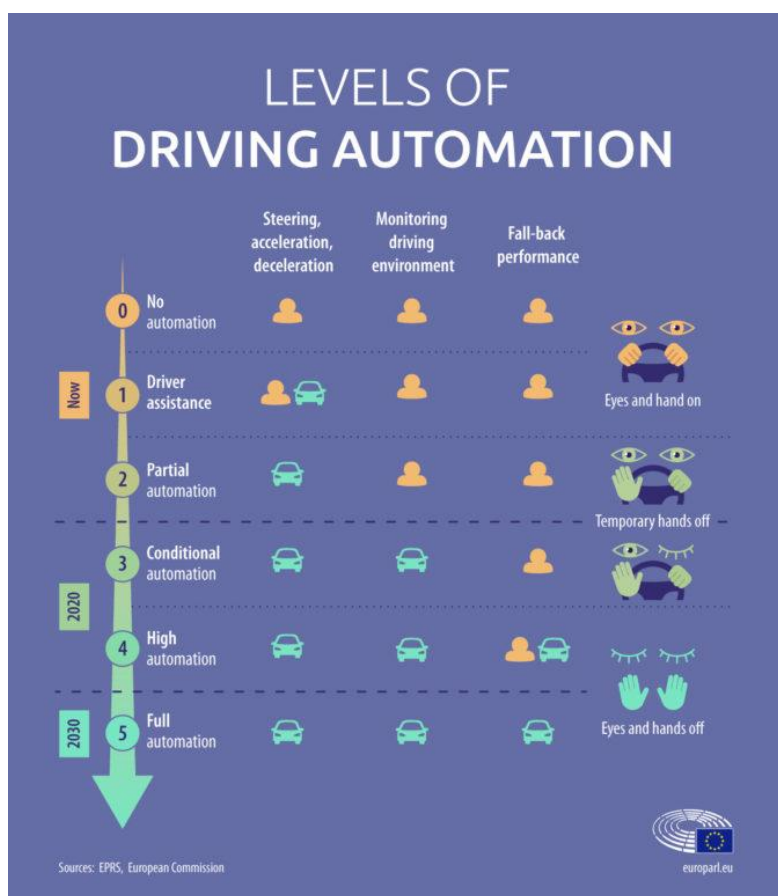 LEVELS OF
DRIVING AUTOMATION
Steering,
acceleration,
deceleration
Monitoring
driving
environment
Fall-back
performance
0
No
automation
Now
1
Driver
assistance
Eyes and hand on
2
Partial
automation
Temporary hands off
3
Conditional
automation
2020
4
High
automation
2030
5
Full
automation
Eyes and hands off
Sources: EPRS, European Commission
europarl.eu